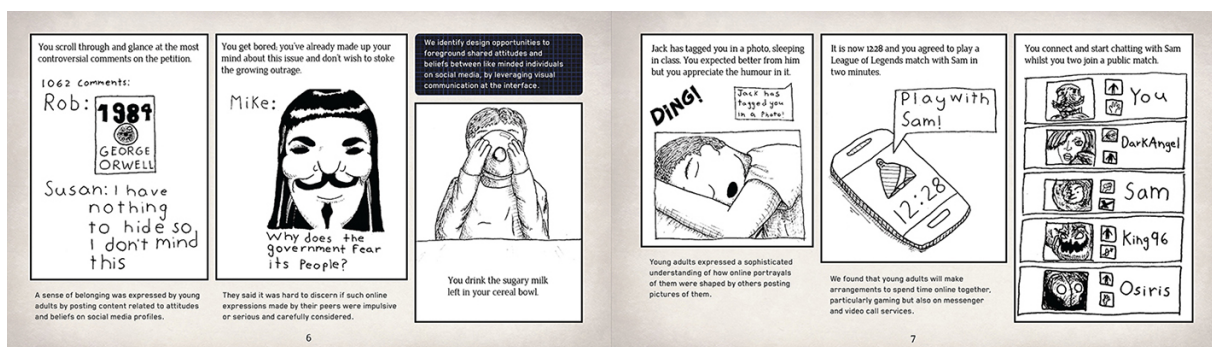 You scroll through and glance at the most
controversial comments on the petition.
1062 comments:
Rob:
1984
GEORGE
ORWELL
Susan: I have
nothing
to hide so
I don't mind
this
A sense of belonging was expressed by young
adults by posting content related to attitudes
and beliefs on social media profiles.
You get bored; you've already made up your
mind about this issue and don't wish to stoke
the growing outrage.
Mike:
Why does the
government fear
its People?
They said it was hard to discern if such online
expressions made by their peers were impulsive
or serious and carefully considered.
We identify design opportunities to
foreground shared attitudes and
beliefs between like minded individuals
on social media, by leveraging visual
communication at the interface.
You drink the sugary milk
left in your cereal bowl.
6
Jack has tagged you in a photo, sleeping
in class. You expected better from him
but you appreciate the humour in it.
DING!
Jack has
tagged you
in a Photo!
Young adults expressed a sophisticated
understanding of how online portrayals
of them were shaped by others posting
pictures of them.
It is now 12:28 and you agreed to play a
League of Legends match with Sam in
two minutes.
Play with
Sam!
12:28
We found that young adults will make
arrangements to spend time online together,
particularly gaming but also on messenger
and video call services.
You connect and start chatting with Sam
whilst you two join a public match.
You
DarkAngel
Sam
King96
Osiris
7